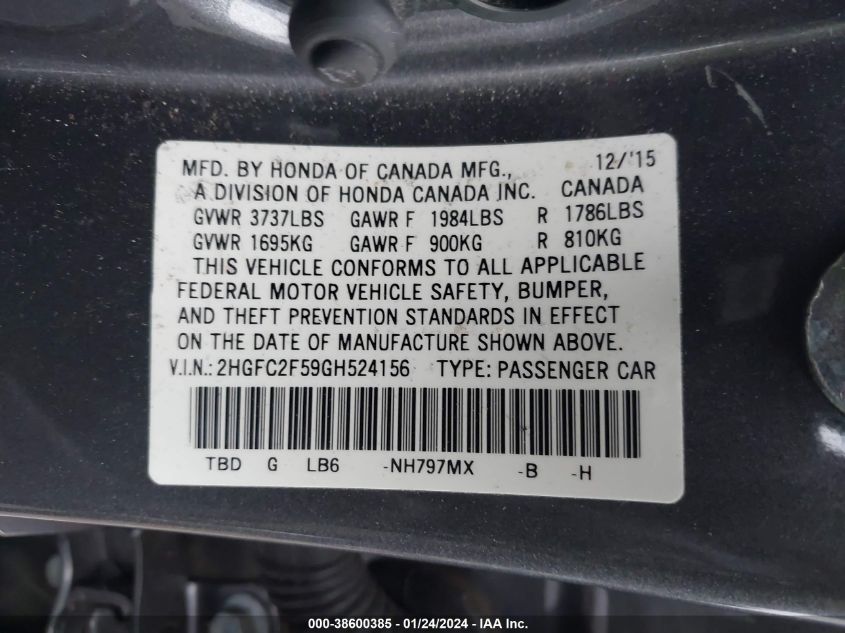 MFD. BY HONDA OF CANADA MFG., 12/'15
A DIVISION OF HONDA CANADA INC. CANADA
GVWR 3737LBS GAWR F 1984LBS R 1786LBS
GVWR 1695KG GAWR F 900KG R 810KG
THIS VEHICLE CONFORMS TO ALL APPLICABLE
FEDERAL MOTOR VEHICLE SAFETY, BUMPER,
AND THEFT PREVENTION STANDARDS IN EFFECT
ON THE DATE OF MANUFACTURE SHOWN ABOVE.
V.I.N.: 2HGFC2F59GH524156 TYPE: PASSENGER CAR
TBD G LB6 -NH797MX -B -H
000-38600385 - 01/24/2024 - Copyright © IAA, Inc.